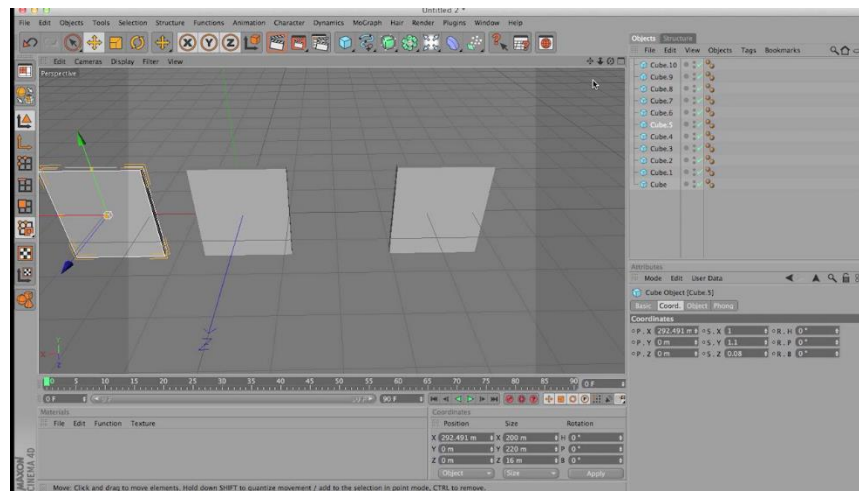 Untitled 2 *
File Edit Objects Tools Selection Structure Functions Animation Character Dynamics MoGraph Hair Render Plugins Window Help
Edit Cameras Display Filter View
Perspective
Objects Structure
File Edit View Objects Tags Bookmarks
Cube.10
Cube.9
Cube.8
Cube.7
Cube.6
Cube.5
Cube.4
Cube.3
Cube.2
Cube.1
Cube
Attributes
Mode Edit User Data
Cube Object [Cube.5]
Basic Coord. Object Phong
Coordinates
P . X 292.491 m S . X 1 R . H 0 °
P . Y 0 m S . Y 1.1 R . P 0 °
P . Z 0 m S . Z 0.08 R . B 0 °
0 5 10 15 20 25 30 35 40 45 50 55 60 65 70 75 80 85 90 0 F
0 F 90 F
Materials
File Edit Function Texture
Coordinates
Position Size Rotation
X 292.491 m X 200 m H 0 °
Y 0 m Y 220 m P 0 °
Z 0 m Z 16 m B 0 °
Object Size Apply
MAXON
CINEMA 4D
Move: Click and drag to move elements. Hold down SHIFT to quantize movement / add to the selection in point mode, CTRL to remove.